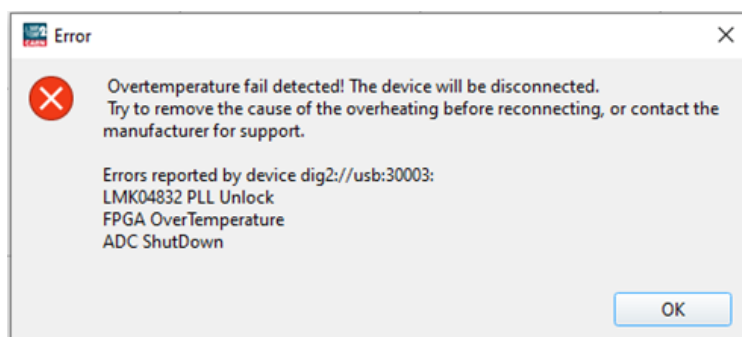 Error
Overtemperature fail detected! The device will be disconnected.
Try to remove the cause of the overheating before reconnecting, or contact the
manufacturer for support.
Errors reported by device dig2://usb:30003:
LMK04832 PLL Unlock
FPGA OverTemperature
ADC ShutDown
OK